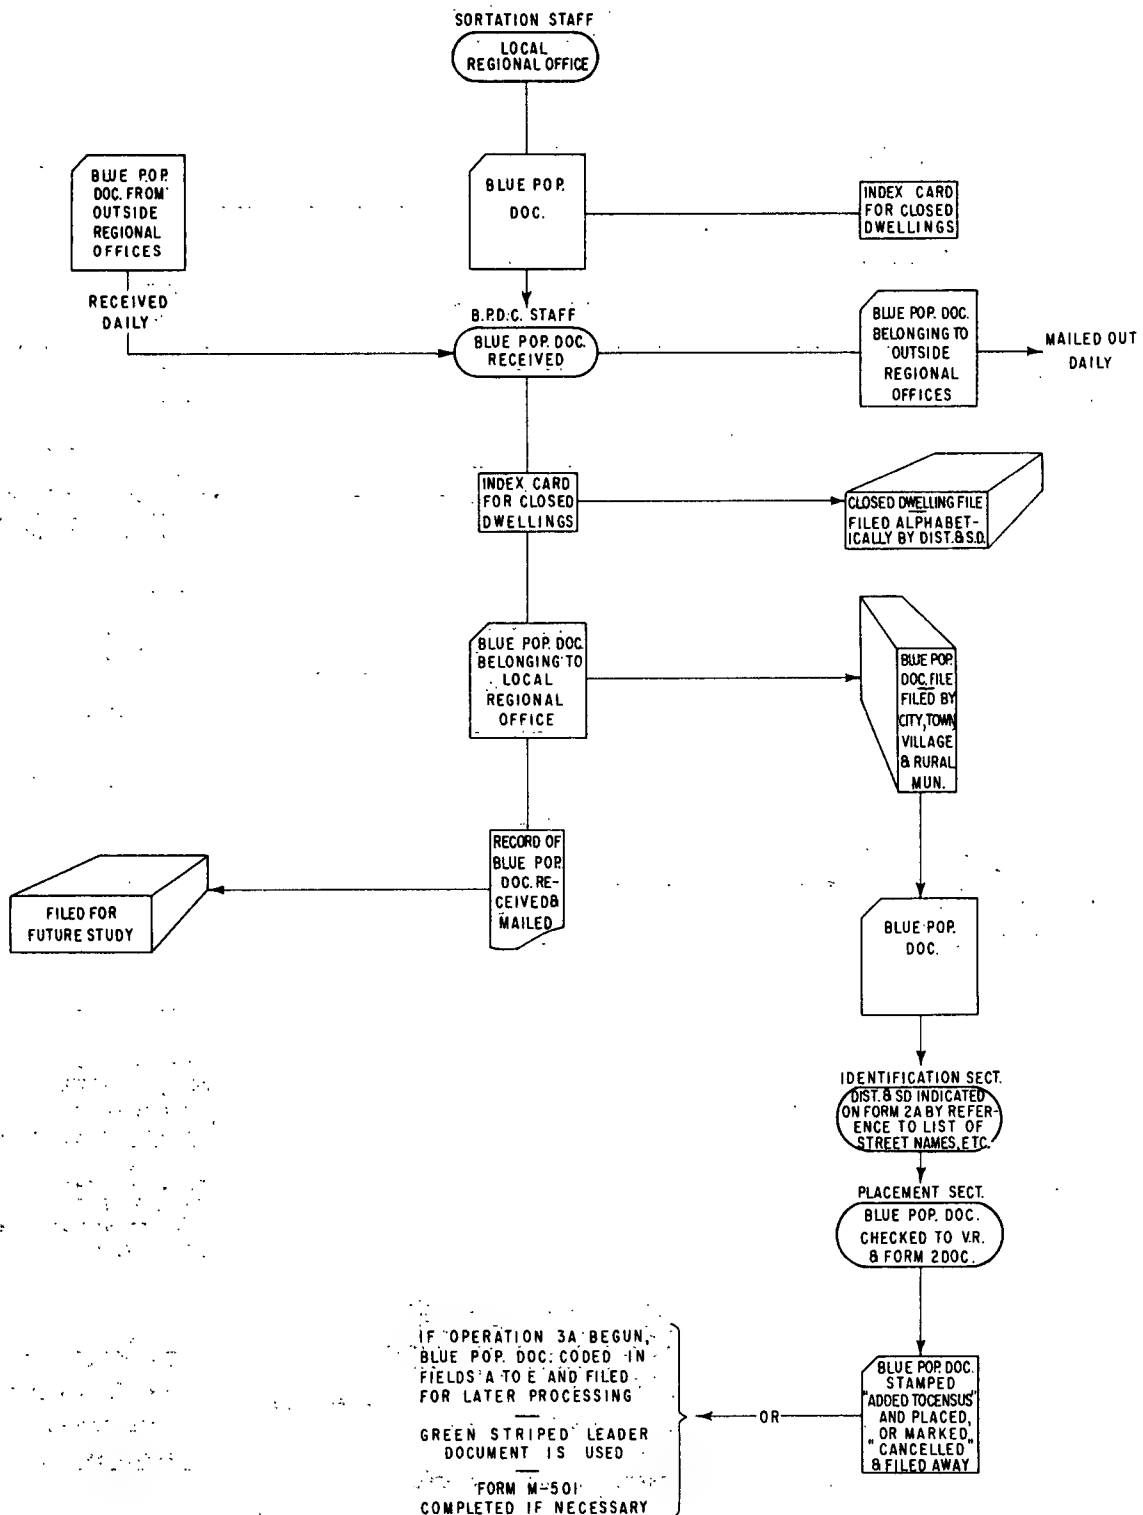 SORTATION STAFF
LOCAL
REGIONAL OFFICE
BLUE POP.
DOC. FROM
OUTSIDE
REGIONAL
OFFICES
BLUE POP.
DOC.
INDEX CARD
FOR CLOSED
DWELLINGS
RECEIVED
DAILY
B.P.D.C. STAFF
BLUE POP. DOC.
RECEIVED
BLUE POP. DOC.
BELONGING TO
OUTSIDE
REGIONAL
OFFICES
MAILED OUT
DAILY
INDEX CARD
FOR CLOSED
DWELLINGS
CLOSED DWELLING FILE
FILED ALPHABET-
ICALLY BY DIST. & S.D.
BLUE POP. DOC.
BELONGING TO
LOCAL
REGIONAL
OFFICE
BLUE POP.
DOC. FILE
FILED BY
CITY, TOWN,
VILLAGE
& RURAL
MUN.
RECORD OF
BLUE POP.
DOC. RE-
CEIVED &
MAILED
FILED FOR
FUTURE STUDY
BLUE POP.
DOC.
IDENTIFICATION SECT.
DIST. & SD INDICATED
ON FORM 2A BY REFER-
ENCE TO LIST OF
STREET NAMES, ETC.
PLACEMENT SECT.
BLUE POP. DOC.
CHECKED TO V.R.
& FORM 2 DOC.
BLUE POP. DOC.
STAMPED
"ADDED TO CENSUS"
AND PLACED,
OR MARKED,
"CANCELLED"
& FILED AWAY
OR
IF OPERATION 3A BEGUN,
BLUE POP. DOC. CODED IN
FIELDS A TO E AND FILED
FOR LATER PROCESSING
GREEN STRIPED LEADER
DOCUMENT IS USED
FORM M-501
COMPLETED IF NECESSARY